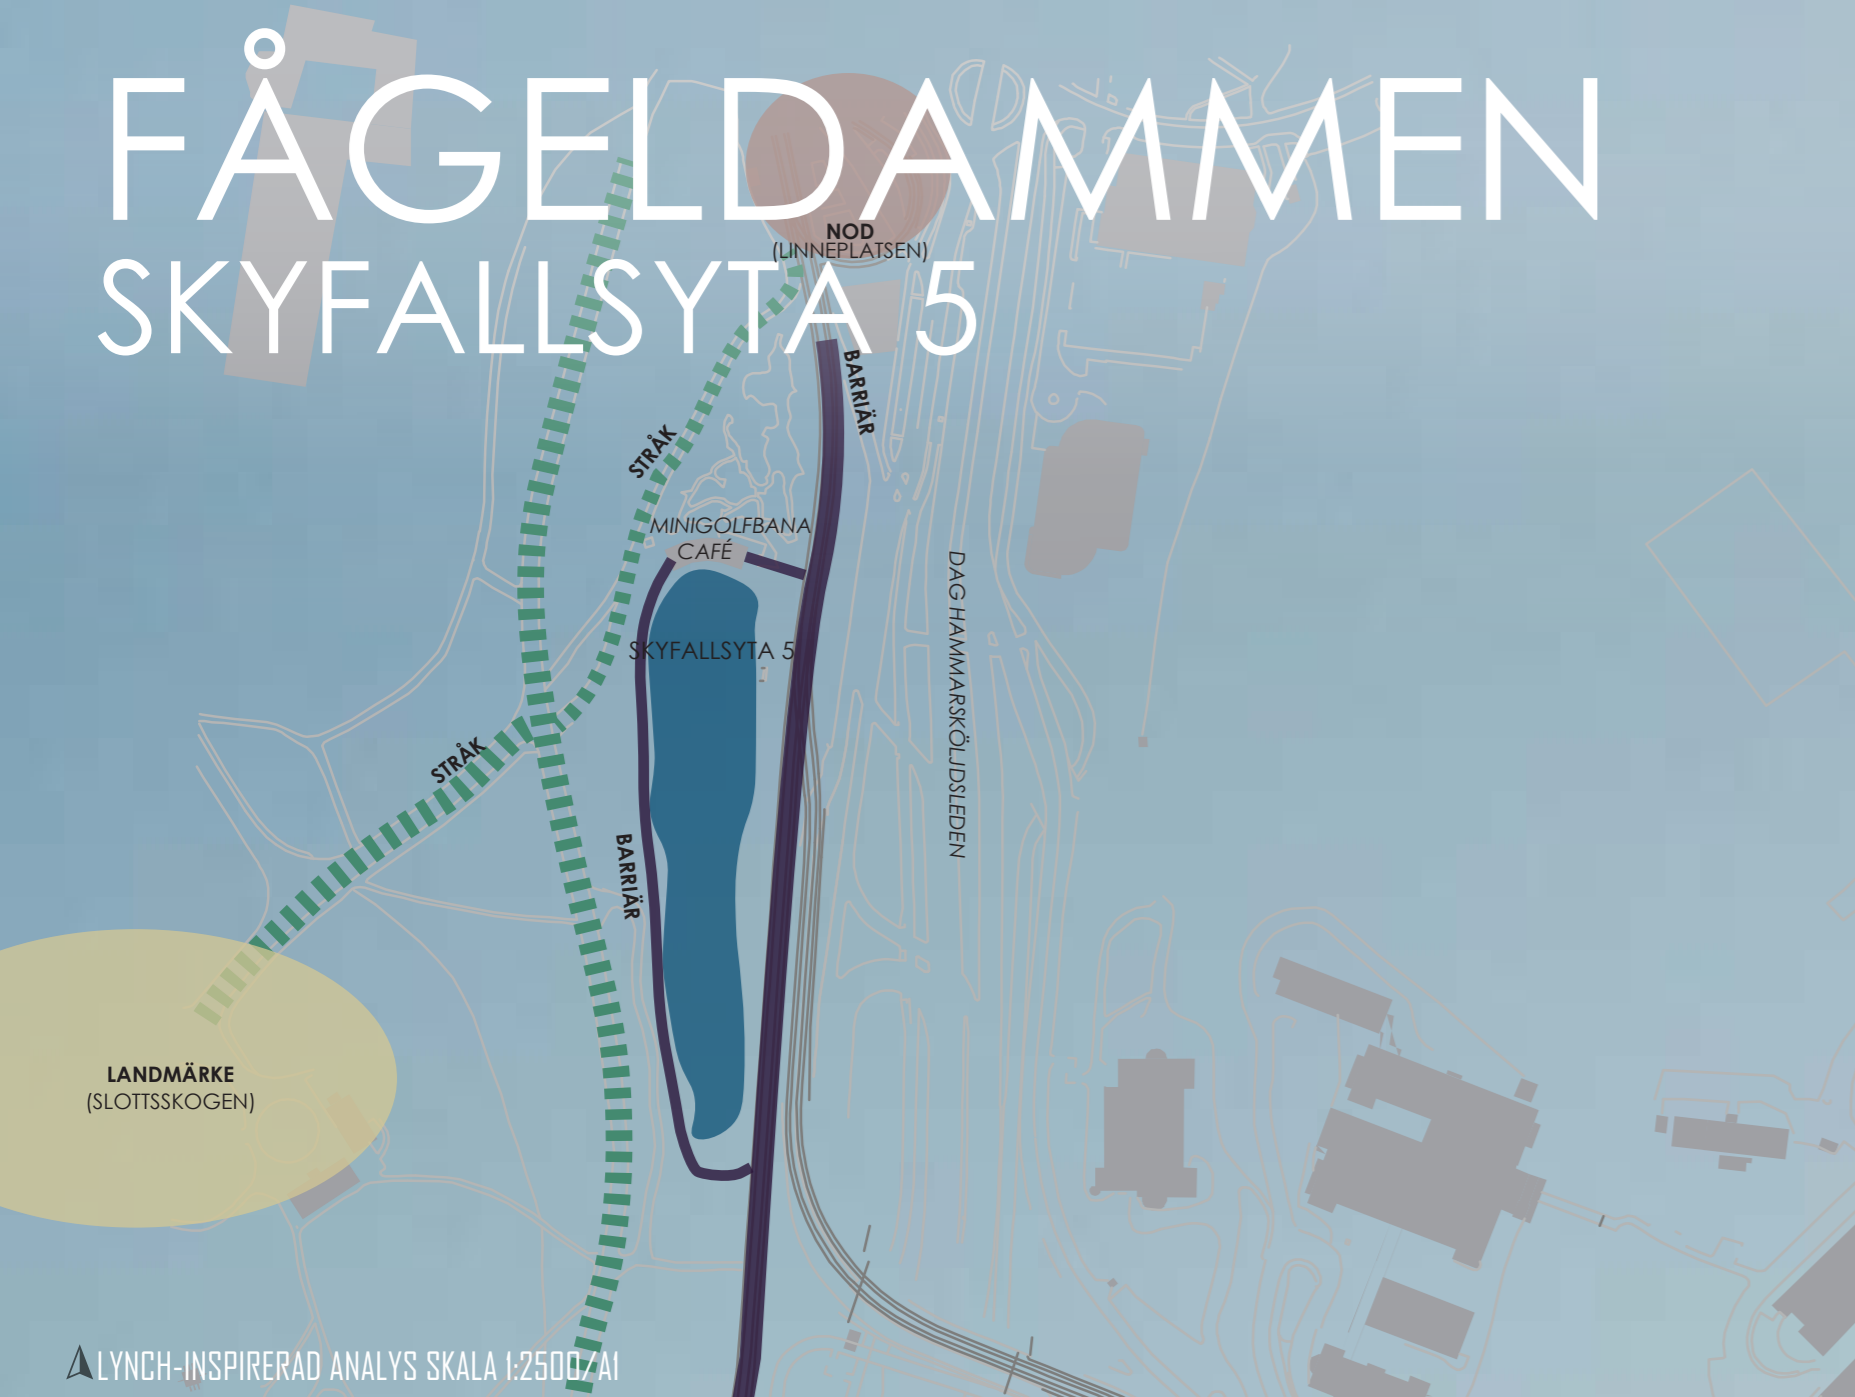 FÅGELDAMMEN
NOD
(LINNEPLATSEN)
SKYFALLSYTA 5
BARRIÄR
STRÅK
MINIGOLFBANA
CAFÉ
DAG HAMMARSKÖLJDSLEDEN
SKYFALLSYTA 5
STRÅK
BARRIÄR
LANDMÄRKE
(SLOTTSSKOGEN)
LYNCH-INSPIRERAD ANALYS SKALA 1:2500/A1